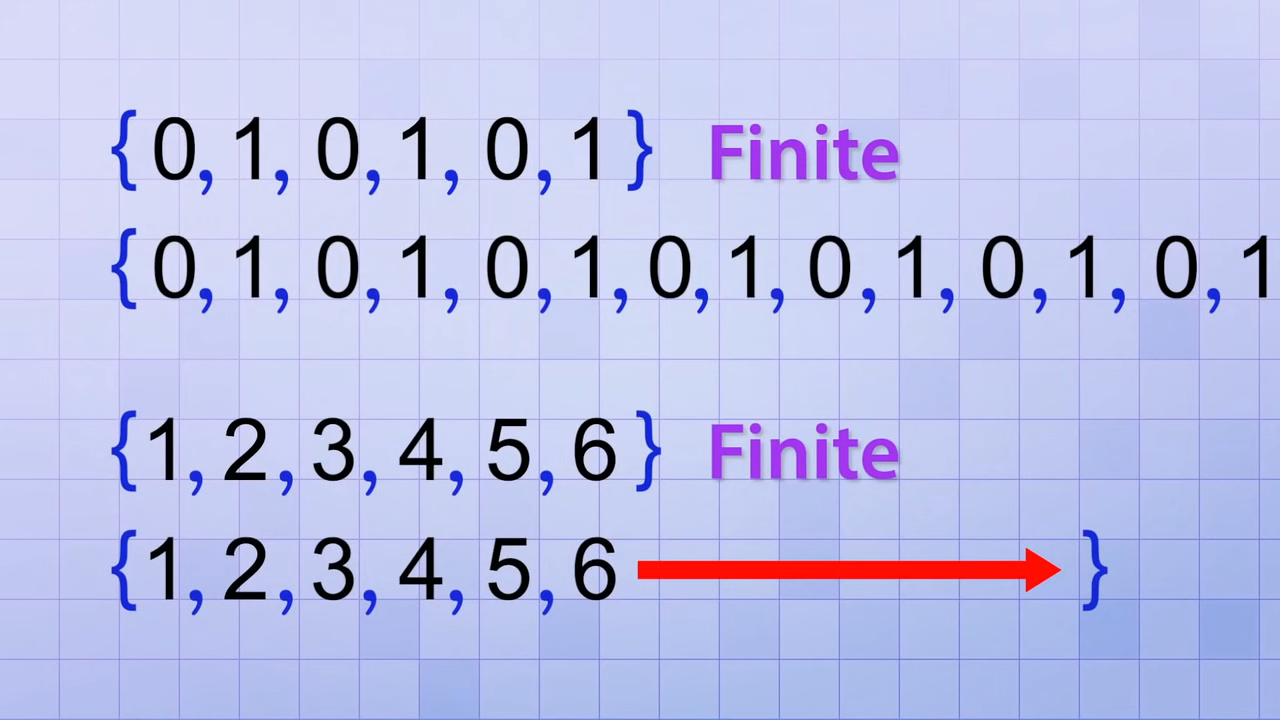 {0, 1, 0, 1, 0, 1} Finite
{0, 1, 0, 1, 0, 1, 0, 1, 0, 1, 0, 1, 0, 1
{1, 2, 3, 4, 5, 6} Finite
{1, 2, 3, 4, 5, 6 }